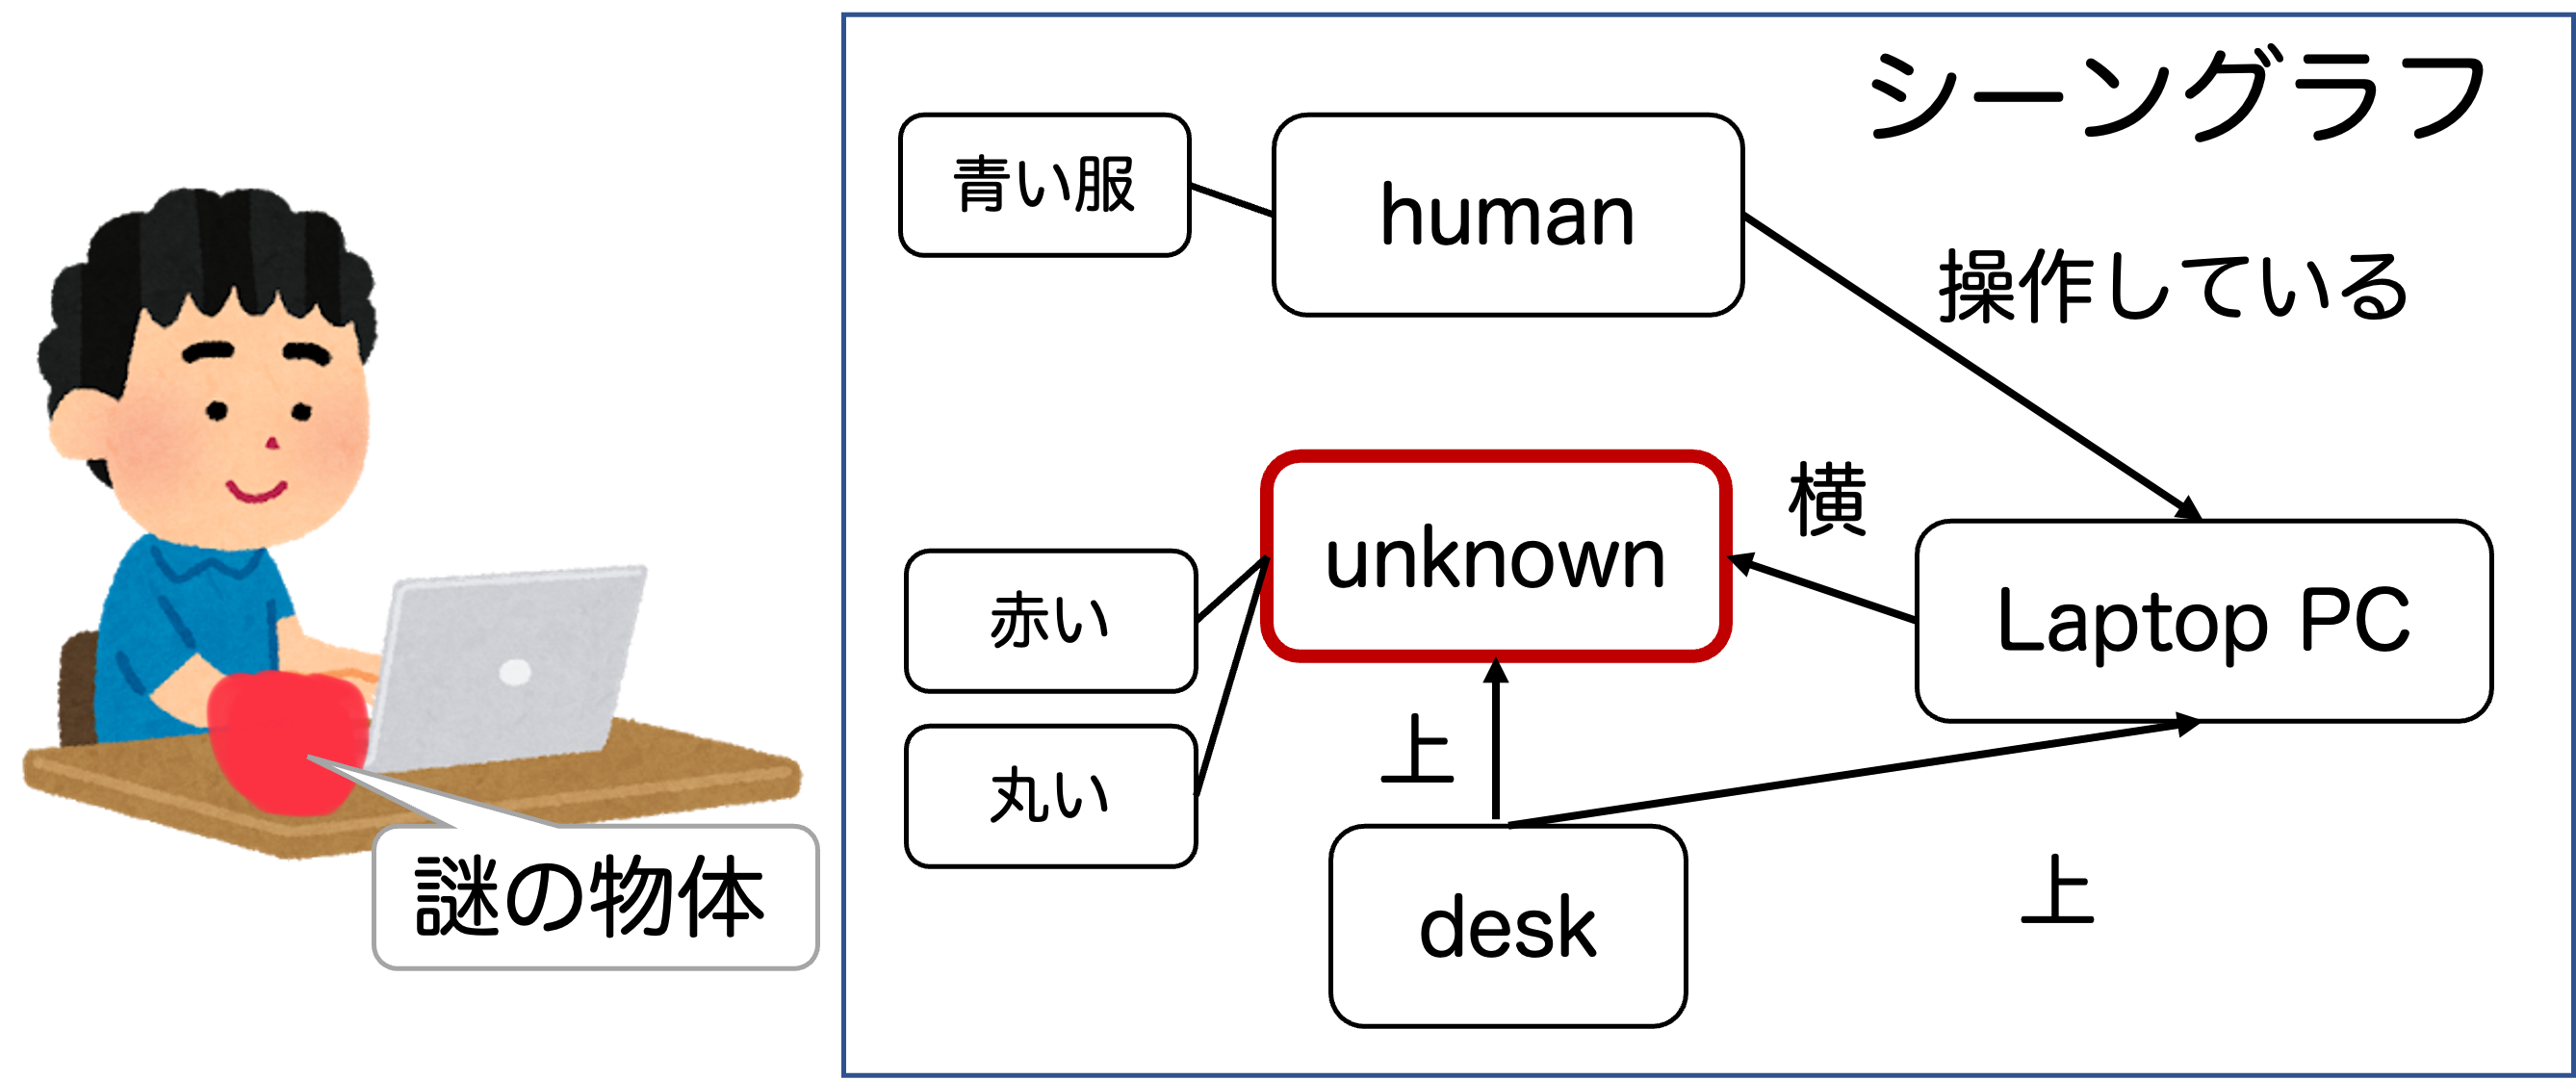 シーングラフ
青い服
human
操作している
横
unknown
赤い
Laptop PC
丸い
上
上
desk
謎の物体